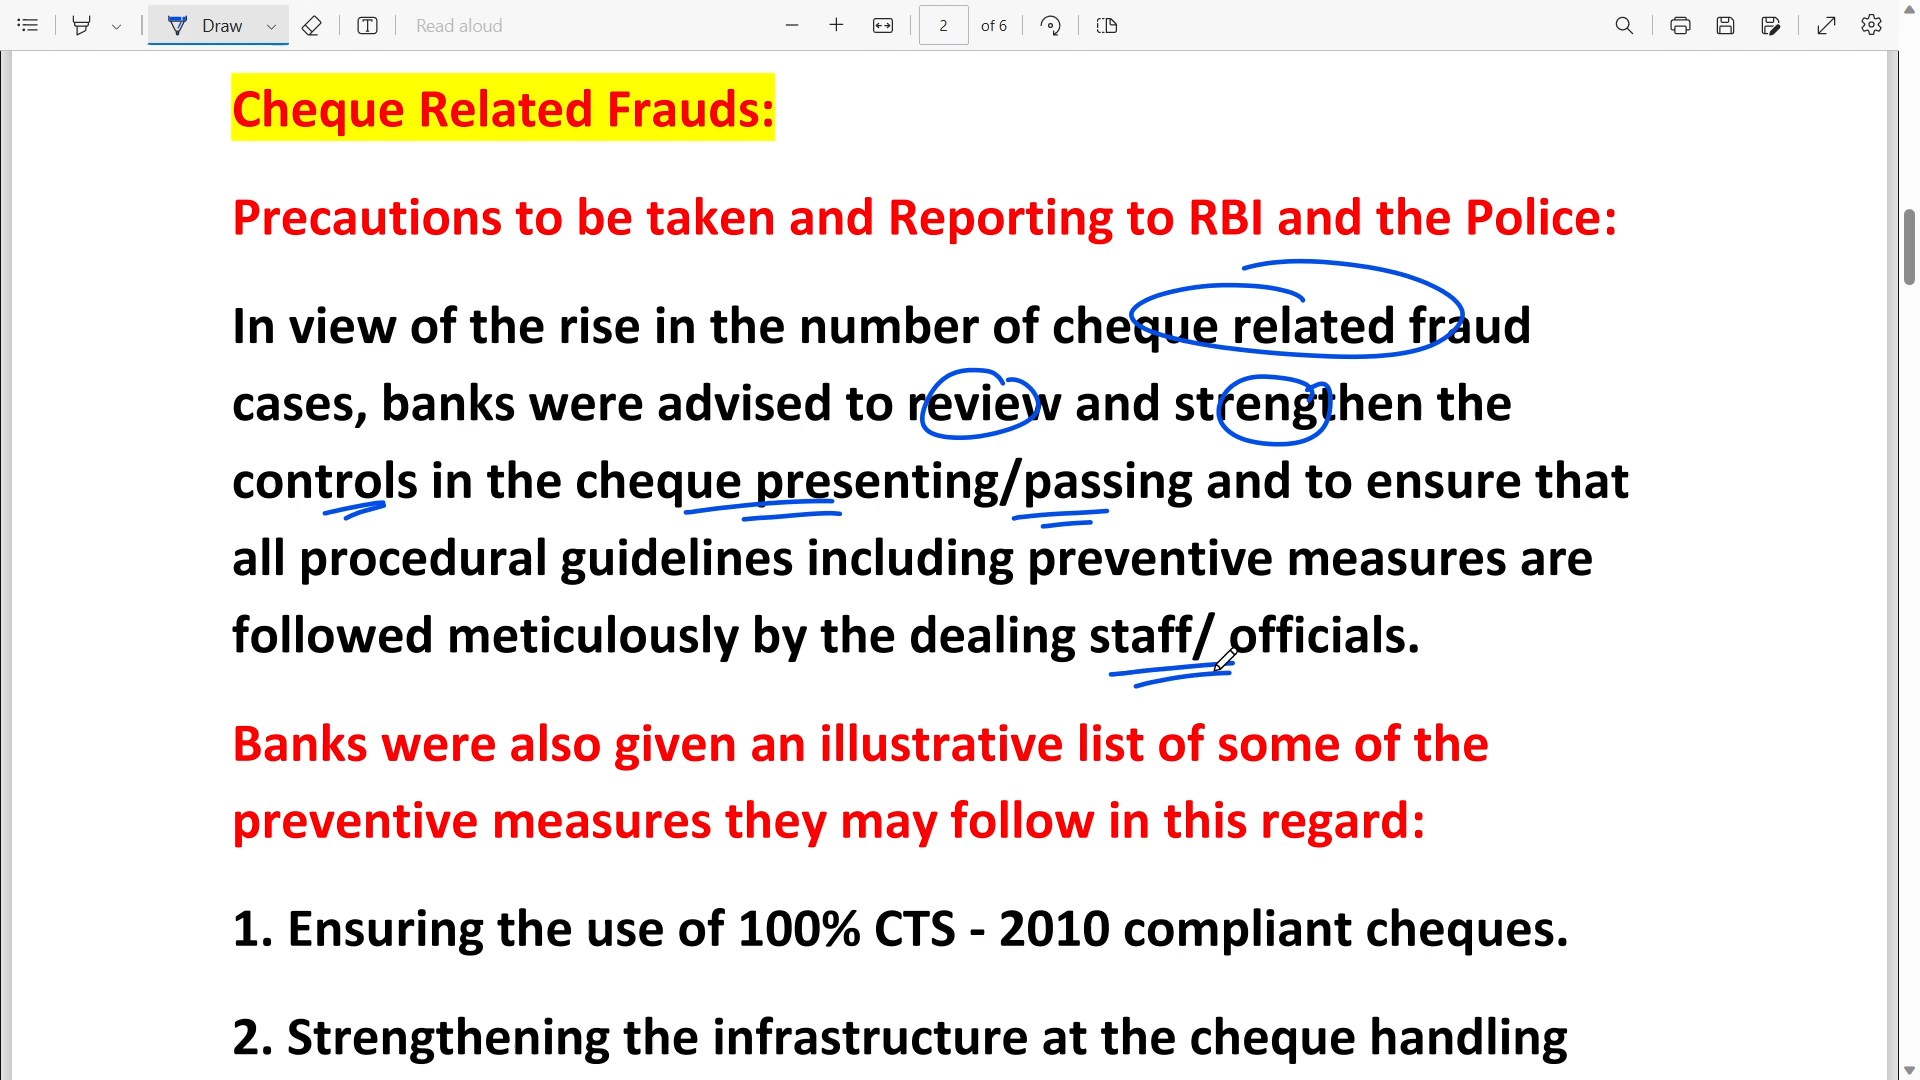 Draw
Read aloud
2 of 6
Cheque Related Frauds:
Precautions to be taken and Reporting to RBI and the Police:
In view of the rise in the number of cheque related fraud
cases, banks were advised to review and strengthen the
controls in the cheque presenting/passing and to ensure that
all procedural guidelines including preventive measures are
followed meticulously by the dealing staff/ officials.
Banks were also given an illustrative list of some of the
preventive measures they may follow in this regard:
1. Ensuring the use of 100% CTS - 2010 compliant cheques.
2. Strengthening the infrastructure at the cheque handling